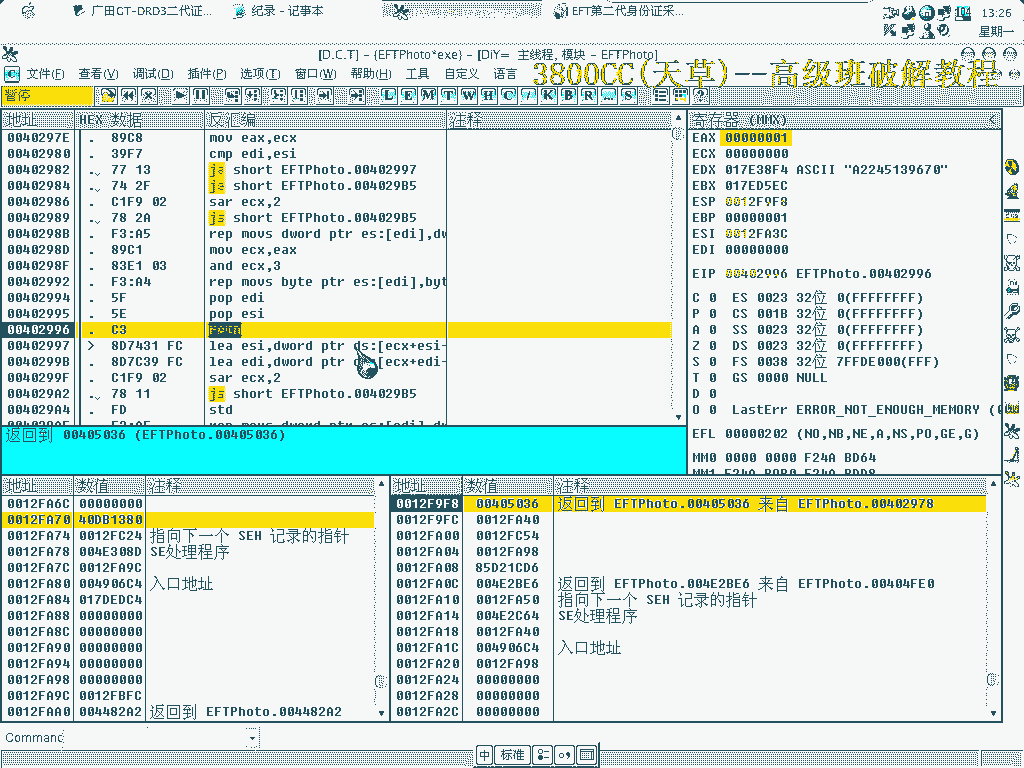 广田GT-DRD3二代证...
纪录 - 记事本
EFT第二代身份证采...
13:26
星期一
[D.C.T] - {EFTPhoto*exe} - [DiY= 主线程, 模块 - EFTPhoto]
文件(F) 查看(V) 调试(D) 插件(P) 选项(T) 窗口(W) 帮助(H) 工具 自定义 语言
3800CC(天草)--高级班破解教程
暂停
L E M T W H C / K B R ... S
地址 HEX 数据 反汇编 注释
0040297E . 89C8 mov eax,ecx
00402980 . 39F7 cmp edi,esi
00402982 .ˬ 77 13 ja short EFTPhoto.00402997
00402984 .ˬ 74 2F je short EFTPhoto.004029B5
00402986 . C1F9 02 sar ecx,2
00402989 .ˬ 78 2A js short EFTPhoto.004029B5
0040298B . F3:A5 rep movs dword ptr es:[edi],dw
0040298D . 89C1 mov ecx,eax
0040298F . 83E1 03 and ecx,3
00402992 . F3:A4 rep movs byte ptr es:[edi],byt
00402994 . 5F pop edi
00402995 . 5E pop esi
00402996 . C3 retn
00402997 > 8D7431 FC lea esi,dword ptr ds:[ecx+esi-
0040299B . 8D7C39 FC lea edi,dword ptr ds:[ecx+edi-
0040299F . C1F9 02 sar ecx,2
004029A2 .ˬ 78 11 js short EFTPhoto.004029B5
004029A4 . FD std
返回到 00405036 (EFTPhoto.00405036)
寄存器 (MMX)
EAX 00000001
ECX 00000000
EDX 017E38F4 ASCII "A2245139670"
EBX 017ED5EC
ESP 0012F9F8
EBP 00000001
ESI 0012FA3C
EDI 00000000
EIP 00402996 EFTPhoto.00402996
C 0 ES 0023 32位 0(FFFFFFFF)
P 0 CS 001B 32位 0(FFFFFFFF)
A 0 SS 0023 32位 0(FFFFFFFF)
Z 0 DS 0023 32位 0(FFFFFFFF)
S 0 FS 0038 32位 7FFDE000(FFF)
T 0 GS 0000 NULL
D 0
O 0 LastErr ERROR_NOT_ENOUGH_MEMORY (
EFL 00000202 (NO,NB,NE,A,NS,PO,GE,G)
MM0 0000 0000 F24A BD64
地址 数值 注释
0012FA6C 00000000
0012FA70 40DB1380
0012FA74 0012FC24 指向下一个 SEH 记录的指针
0012FA78 004E308D SE处理程序
0012FA7C 0012FA9C
0012FA80 004906C4 入口地址
0012FA84 017DEDC4
0012FA88 00000000
0012FA8C 00000000
0012FA90 00000000
0012FA94 00000000
0012FA98 00000000
0012FA9C 0012FBFC
0012FAA0 004482A2 返回到 EFTPhoto.004482A2
地址 数值 注释
0012F9F8 00405036 返回到 EFTPhoto.00405036 来自 EFTPhoto.00402978
0012F9FC 0012FA40
0012FA00 0012FC54
0012FA04 0012FA98
0012FA08 85D21CD6
0012FA0C 004E2BE6 返回到 EFTPhoto.004E2BE6 来自 EFTPhoto.00404FE0
0012FA10 0012FA50 指向下一个 SEH 记录的指针
0012FA14 004E2C64 SE处理程序
0012FA18 0012FA40
0012FA1C 004906C4 入口地址
0012FA20 0012FA98
0012FA24 00000000
0012FA28 00000000
0012FA2C 00000000
Command
中 标准